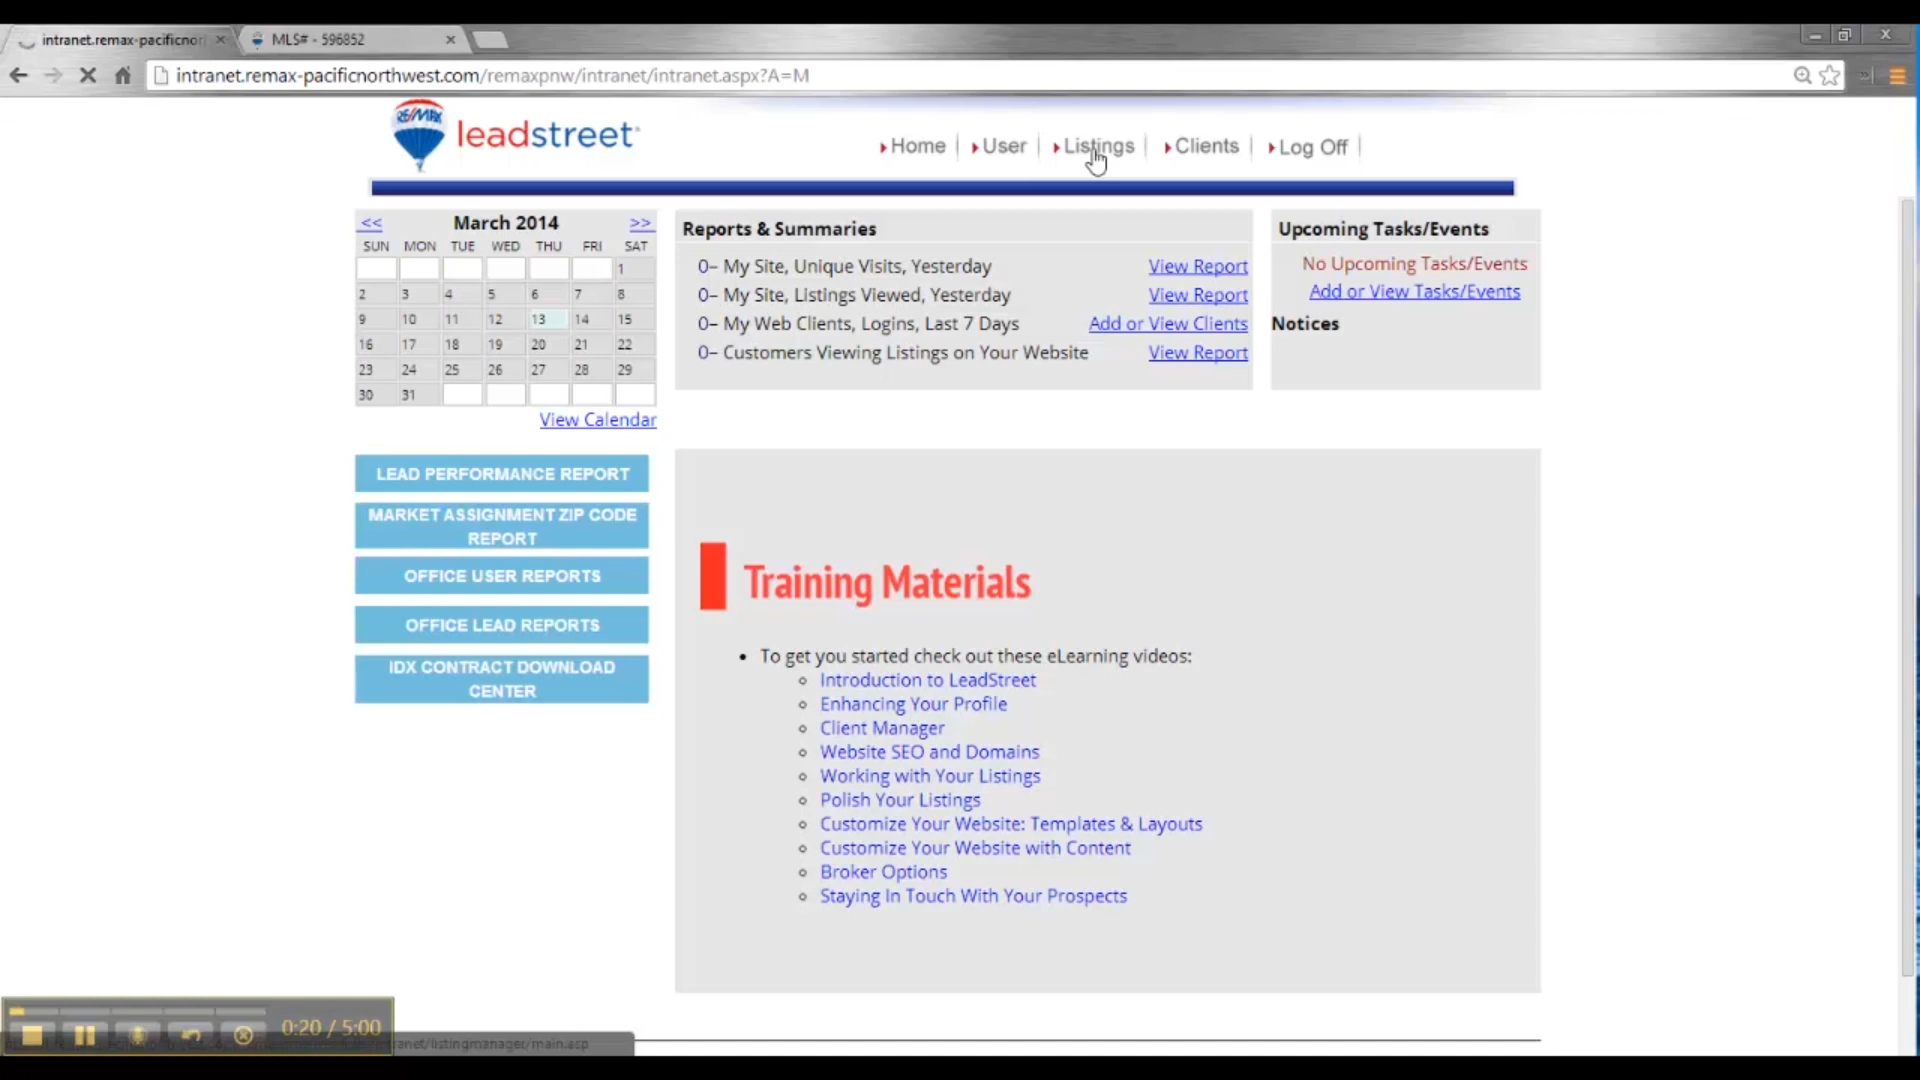 intranet.remax-pacificnor
MLS# - 596852
intranet.remax-pacificnorthwest.com/remaxpnw/intranet/intranet.aspx?A=M
RE/MAX leadstreet
Home User Listings Clients Log Off
<< March 2014 >>
SUN MON TUE WED THU FRI SAT
1
2 3 4 5 6 7 8
9 10 11 12 13 14 15
16 17 18 19 20 21 22
23 24 25 26 27 28 29
30 31
View Calendar
Reports & Summaries
0– My Site, Unique Visits, Yesterday View Report
0– My Site, Listings Viewed, Yesterday View Report
0– My Web Clients, Logins, Last 7 Days Add or View Clients
0– Customers Viewing Listings on Your Website View Report
Upcoming Tasks/Events
No Upcoming Tasks/Events
Add or View Tasks/Events
Notices
LEAD PERFORMANCE REPORT
MARKET ASSIGNMENT ZIP CODE
REPORT
OFFICE USER REPORTS
OFFICE LEAD REPORTS
IDX CONTRACT DOWNLOAD
CENTER
Training Materials
To get you started check out these eLearning videos:
Introduction to LeadStreet
Enhancing Your Profile
Client Manager
Website SEO and Domains
Working with Your Listings
Polish Your Listings
Customize Your Website: Templates & Layouts
Customize Your Website with Content
Broker Options
Staying In Touch With Your Prospects
0:20 / 5:00
anet/listingmanager/main.asp